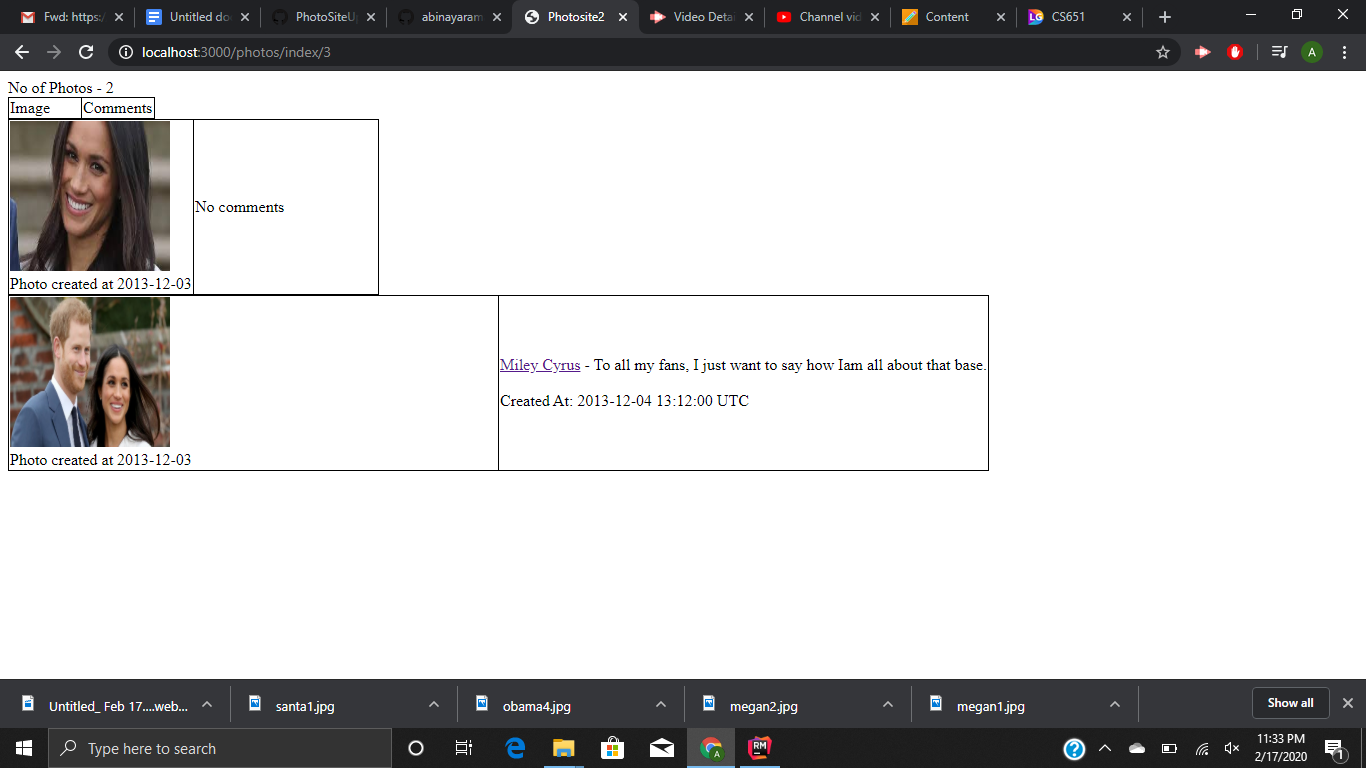 Fwd: https:/
Untitled do
PhotoSiteU
abinayaram
Photosite2
Video Deta
Channel vid
Content
LG
CS651
localhost:3000/photos/index/3
A
No of Photos - 2
Image Comments
No comments
Photo created at 2013-12-03
Miley Cyrus - To all my fans, I just want to say how Iam all about that base.
Created At: 2013-12-04 13:12:00 UTC
Photo created at 2013-12-03
Untitled_ Feb 17....web...
santa1.jpg
obama4.jpg
megan2.jpg
megan1.jpg
Show all
Type here to search
A
RM
11:33 PM
2/17/2020
1